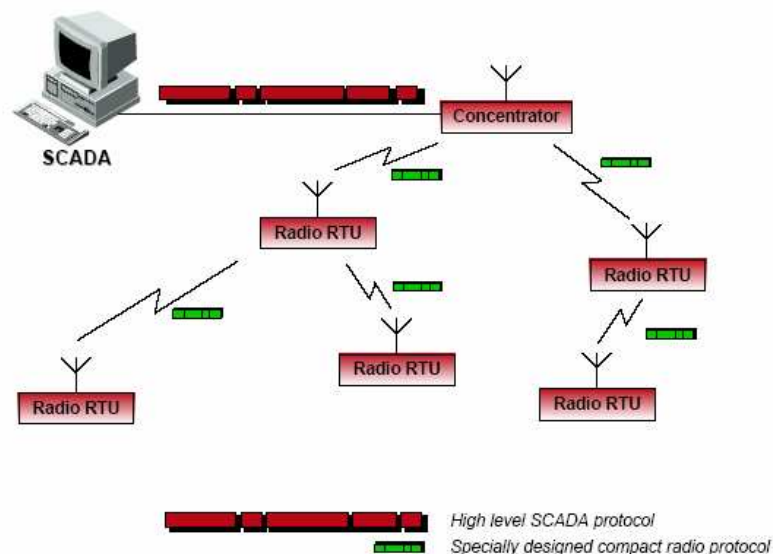 Concentrator
SCADA
Radio RTU
Radio RTU
Radio RTU
Radio RTU
Radio RTU
High level SCADA protocol
Specially designed compact radio protocol